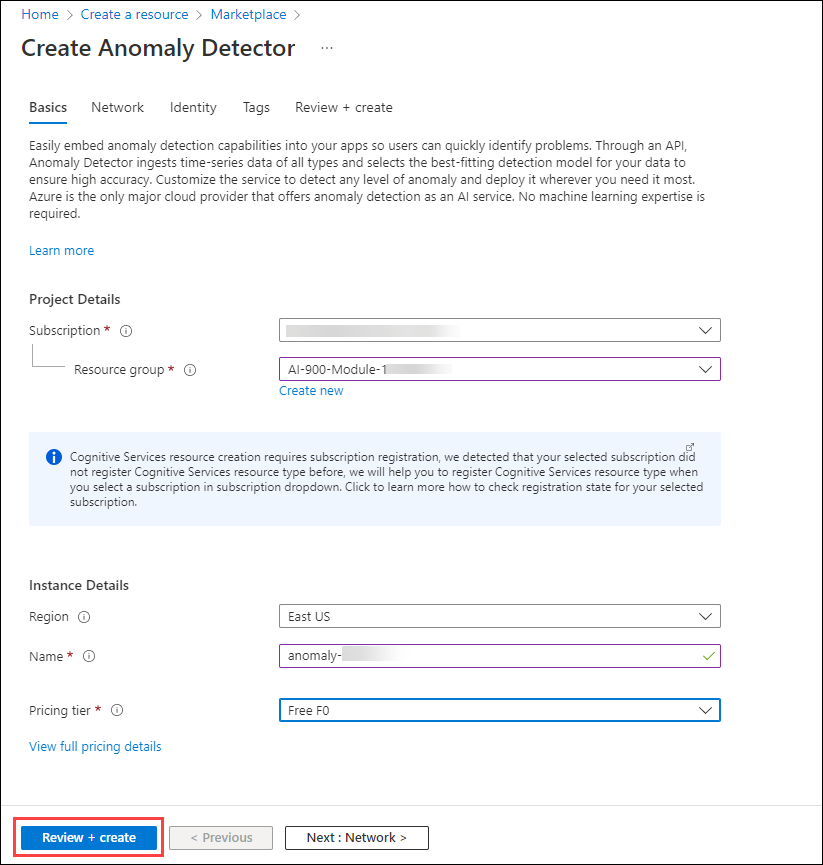 Home > Create a resource > Marketplace >
Create Anomaly Detector ...
Basics Network Identity Tags Review + create
Easily embed anomaly detection capabilities into your apps so users can quickly identify problems. Through an API,
Anomaly Detector ingests time-series data of all types and selects the best-fitting detection model for your data to
ensure high accuracy. Customize the service to detect any level of anomaly and deploy it wherever you need it most.
Azure is the only major cloud provider that offers anomaly detection as an AI service. No machine learning expertise is
required.
Learn more
Project Details
Subscription *
Resource group * AI-900-Module-1
Create new
Cognitive Services resource creation requires subscription registration, we detected that your selected subscription did
not register Cognitive Services resource type before, we will help you to register Cognitive Services resource type when
you select a subscription in subscription dropdown. Click to learn more how to check registration state for your selected
subscription.
Instance Details
Region East US
Name * anomaly-
Pricing tier * Free F0
View full pricing details
Review + create < Previous Next : Network >